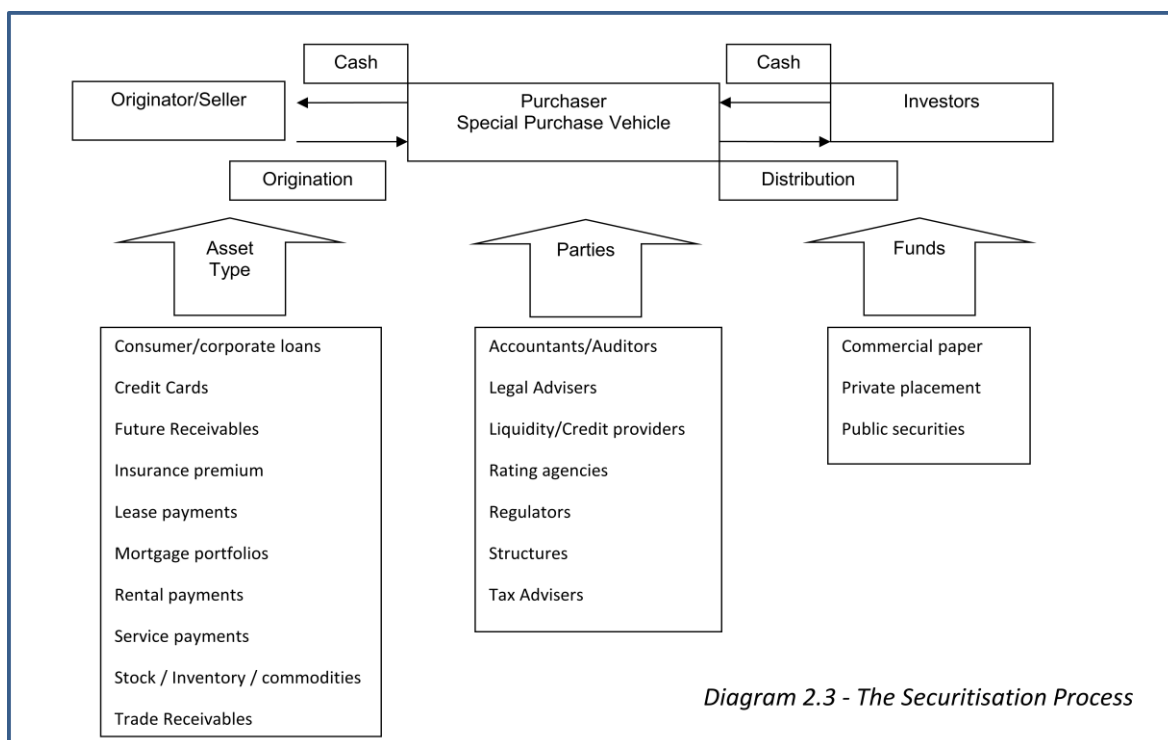 Cash
Cash
Originator/Seller
Purchaser
Special Purchase Vehicle
Investors
Origination
Distribution
Asset
Type
Parties
Funds
Consumer/corporate loans
Credit Cards
Future Receivables
Insurance premium
Lease payments
Mortgage portfolios
Rental payments
Service payments
Stock / Inventory / commodities
Trade Receivables
Accountants/Auditors
Legal Advisers
Liquidity/Credit providers
Rating agencies
Regulators
Structures
Tax Advisers
Commercial paper
Private placement
Public securities
Diagram 2.3 - The Securitisation Process